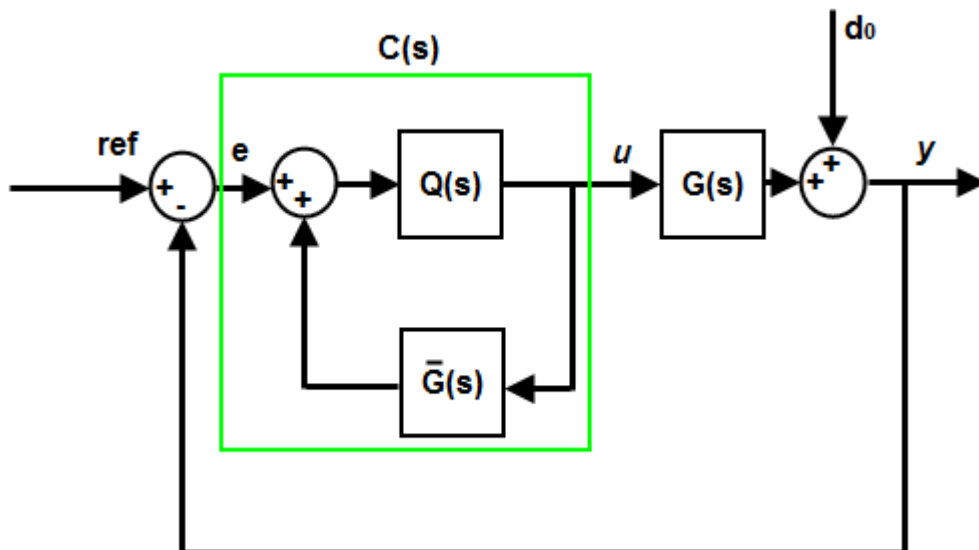 d₀
C(s)
ref
e
u
y
+
+
+
+
+
-
+
Q(s)
G(s)
Ḡ(s)